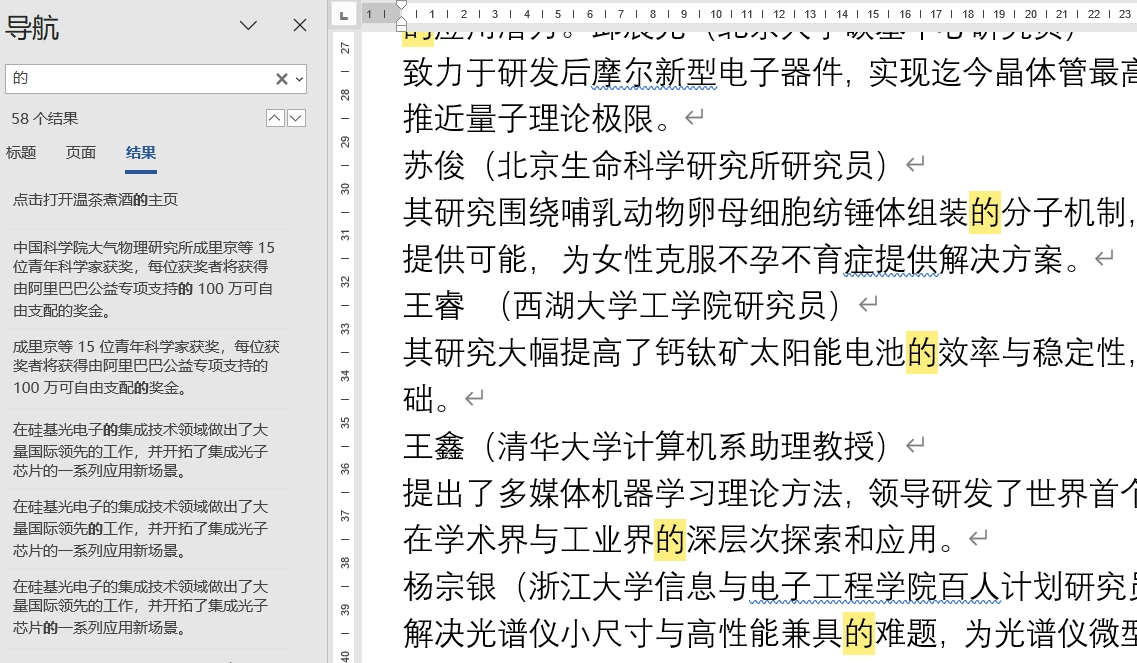 导航
的
58 个结果
标题 页面 结果
点击打开温茶煮酒的主页
中国科学院大气物理研究所成里京等 15
位青年科学家获奖，每位获奖者将获得
由阿里巴巴公益专项支持的 100 万可自
由支配的奖金。
成里京等 15 位青年科学家获奖，每位获
奖者将获得由阿里巴巴公益专项支持的
100 万可自由支配的奖金。
在硅基光电子的集成技术领域做出了大
量国际领先的工作，并开拓了集成光子
芯片的一系列应用新场景。
在硅基光电子的集成技术领域做出了大
量国际领先的工作，并开拓了集成光子
芯片的一系列应用新场景。
在硅基光电子的集成技术领域做出了大
量国际领先的工作，并开拓了集成光子
芯片的一系列应用新场景。
1 1 2 3 4 5 6 7 8 9 10 11 12 13 14 15 16 17 18 19 20 21 22 23
27
28
29
30
31
32
33
34
35
36
37
38
39
40
致力于研发后摩尔新型电子器件，实现迄今晶体管最高
推近量子理论极限。
苏俊（北京生命科学研究所研究员）
其研究围绕哺乳动物卵母细胞纺锤体组装的分子机制，
提供可能，为女性克服不孕不育症提供解决方案。
王睿 （西湖大学工学院研究员）
其研究大幅提高了钙钛矿太阳能电池的效率与稳定性，
础。
王鑫（清华大学计算机系助理教授）
提出了多媒体机器学习理论方法，领导研发了世界首个
在学术界与工业界的深层次探索和应用。
杨宗银（浙江大学信息与电子工程学院百人计划研究员
解决光谱仪小尺寸与高性能兼具的难题，为光谱仪微型